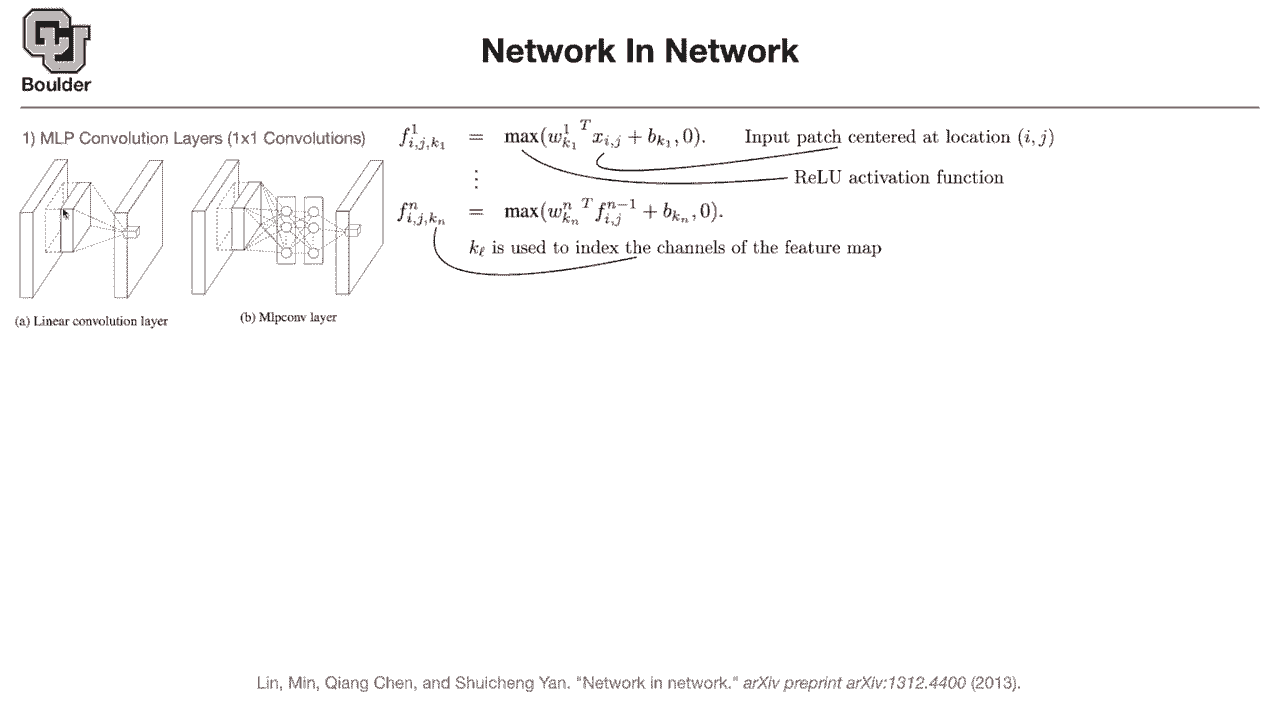 Boulder
Network In Network
1) MLP Convolution Layers (1x1 Convolutions)
f^1_{i,j,k_1} = max(w^1_{k_1}^T x_{i,j} + b_{k_1}, 0).
Input patch centered at location (i, j)
ReLU activation function
⋮
f^n_{i,j,k_n} = max(w^n_{k_n}^T f^{n-1}_{i,j} + b_{k_n}, 0).
k_ℓ is used to index the channels of the feature map
(a) Linear convolution layer
(b) Mlpconv layer
Lin, Min, Qiang Chen, and Shuicheng Yan. "Network in network." arXiv preprint arXiv:1312.4400 (2013).